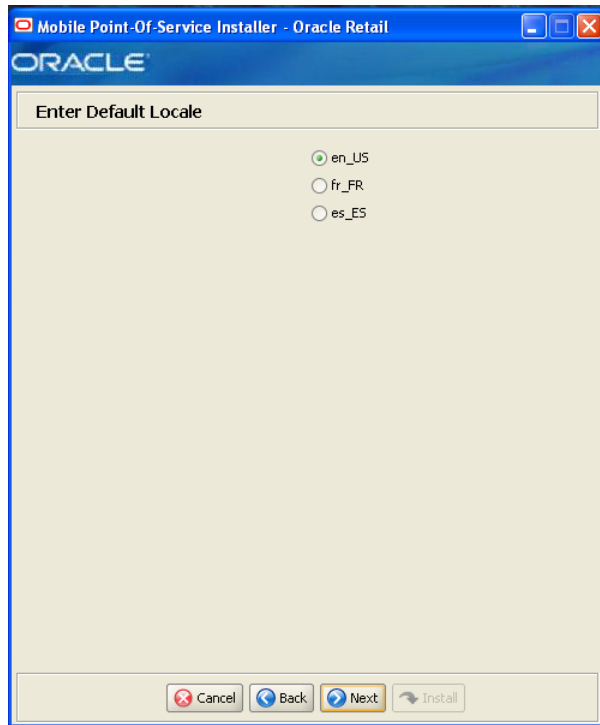 Mobile Point-Of-Service Installer - Oracle Retail
ORACLE
Enter Default Locale
en_US
fr_FR
es_ES
Cancel Back Next Install